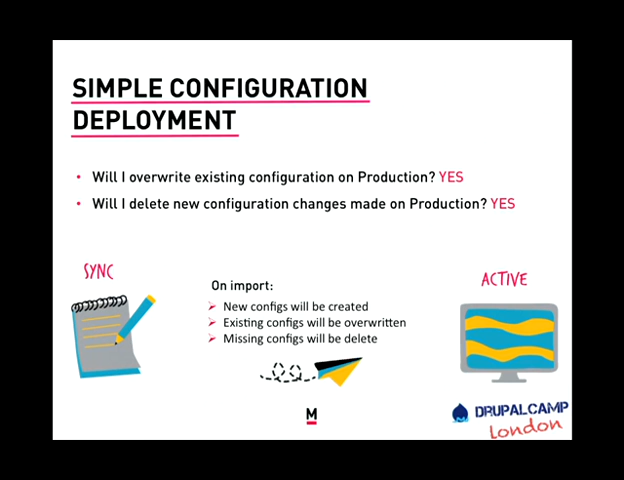 SIMPLE CONFIGURATION
DEPLOYMENT
• Will I overwrite existing configuration on Production? YES
• Will I delete new configuration changes made on Production? YES
SYNC
On import:
ACTIVE
➢ New configs will be created
➢ Existing configs will be overwritten
➢ Missing configs will be delete
M
DRUPALCAMP
London